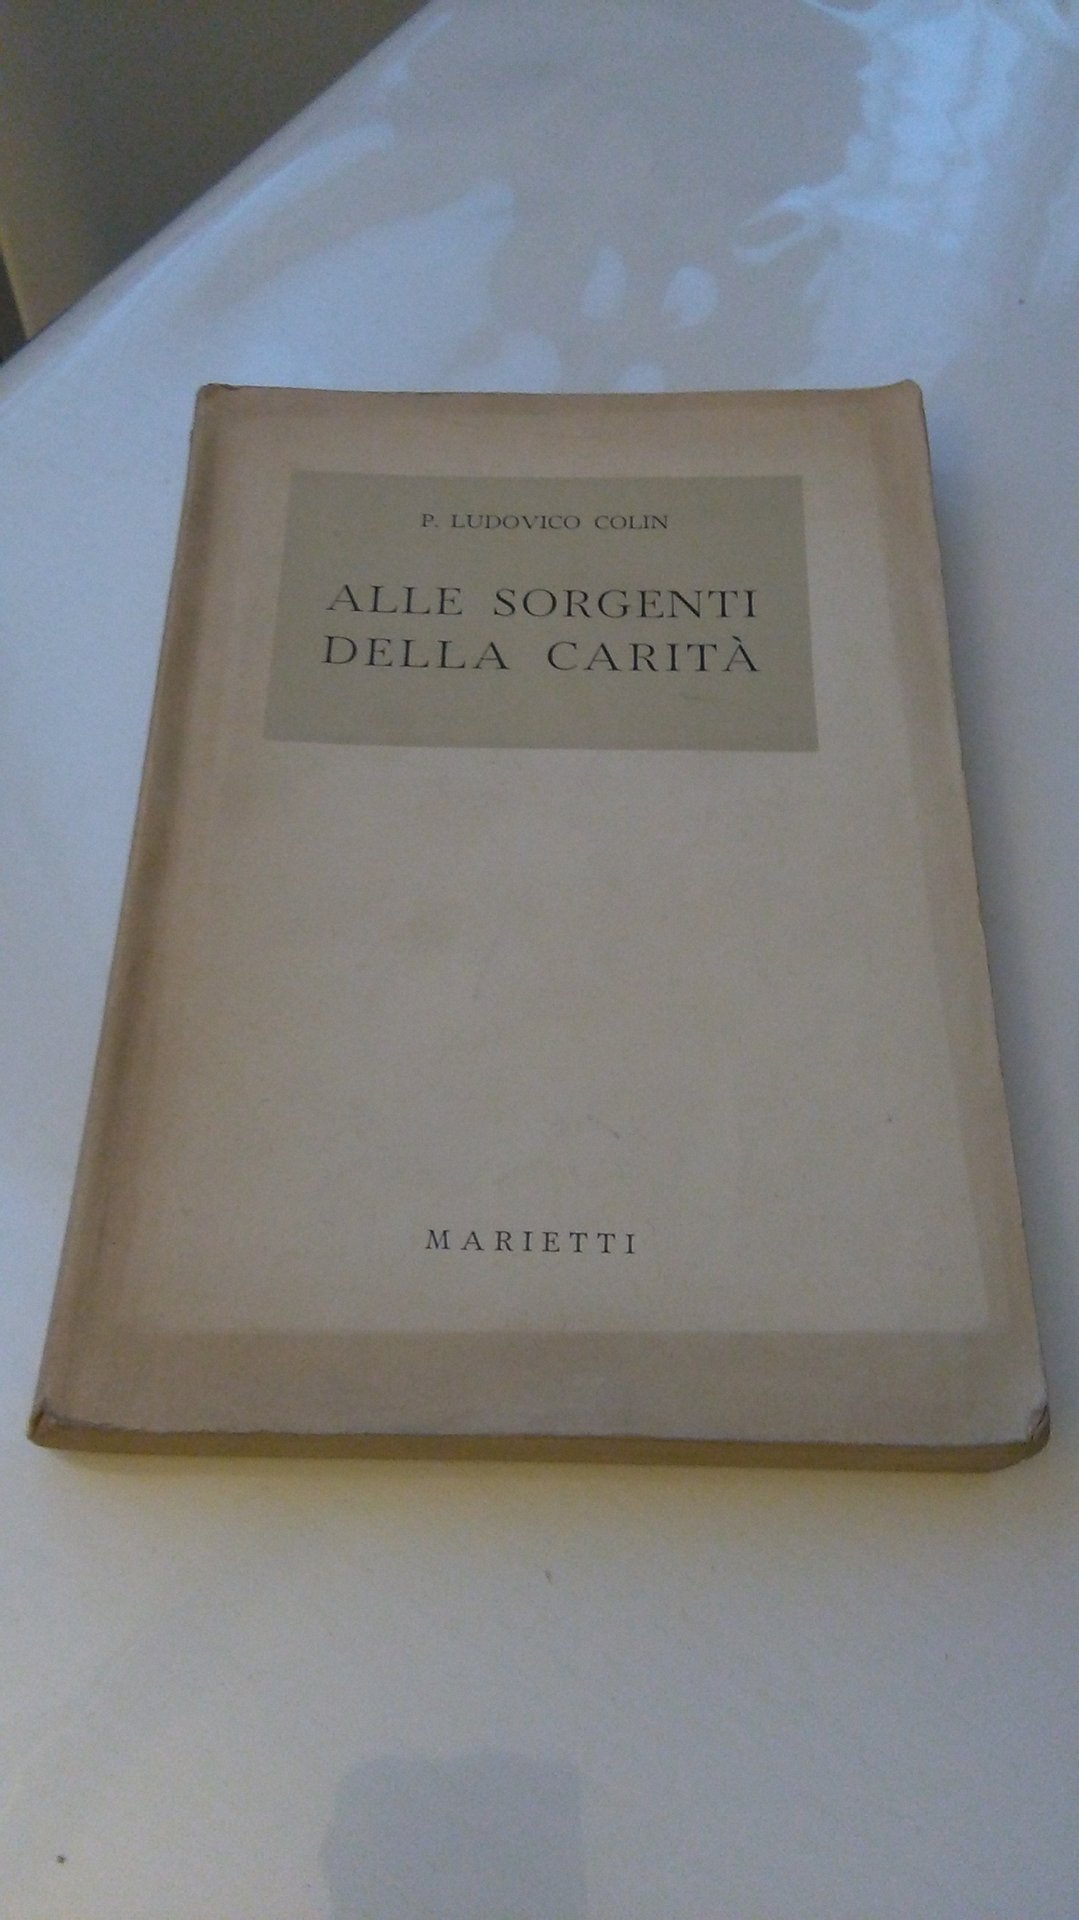 P. LUDOVICO COLIN
ALLE SORGENTI
DELLA CARITÀ
MARIETTI